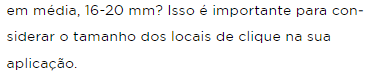 em média, 16-20 mm? Isso é importante para con-
siderar o tamanho dos locais de clique na sua
aplicação.